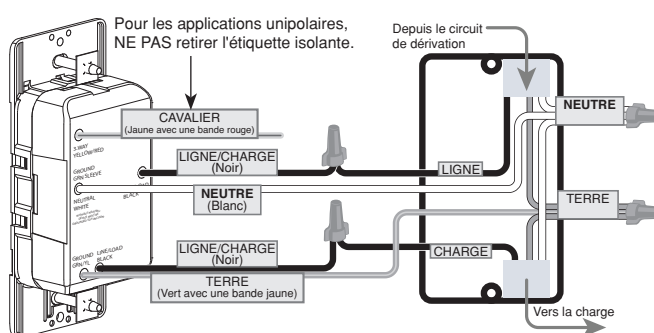 Pour les applications unipolaires,
NE PAS retirer l'étiquette isolante.
Depuis le circuit
de dérivation
CAVALIER
(Jaune avec une bande rouge)
NEUTRE
3-WAY
YELLOW/RED
LIGNE/CHARGE
(Noir)
LIGNE
GROUND
GRN SLEEVE
BLACK
NEUTRAL
WHITE
NEUTRE
(Blanc)
TERRE
LIGNE/CHARGE
(Noir)
CHARGE
GROUND
GRN/YL
LINE/LOAD
BLACK
TERRE
(Vert avec une bande jaune)
Vers la charge